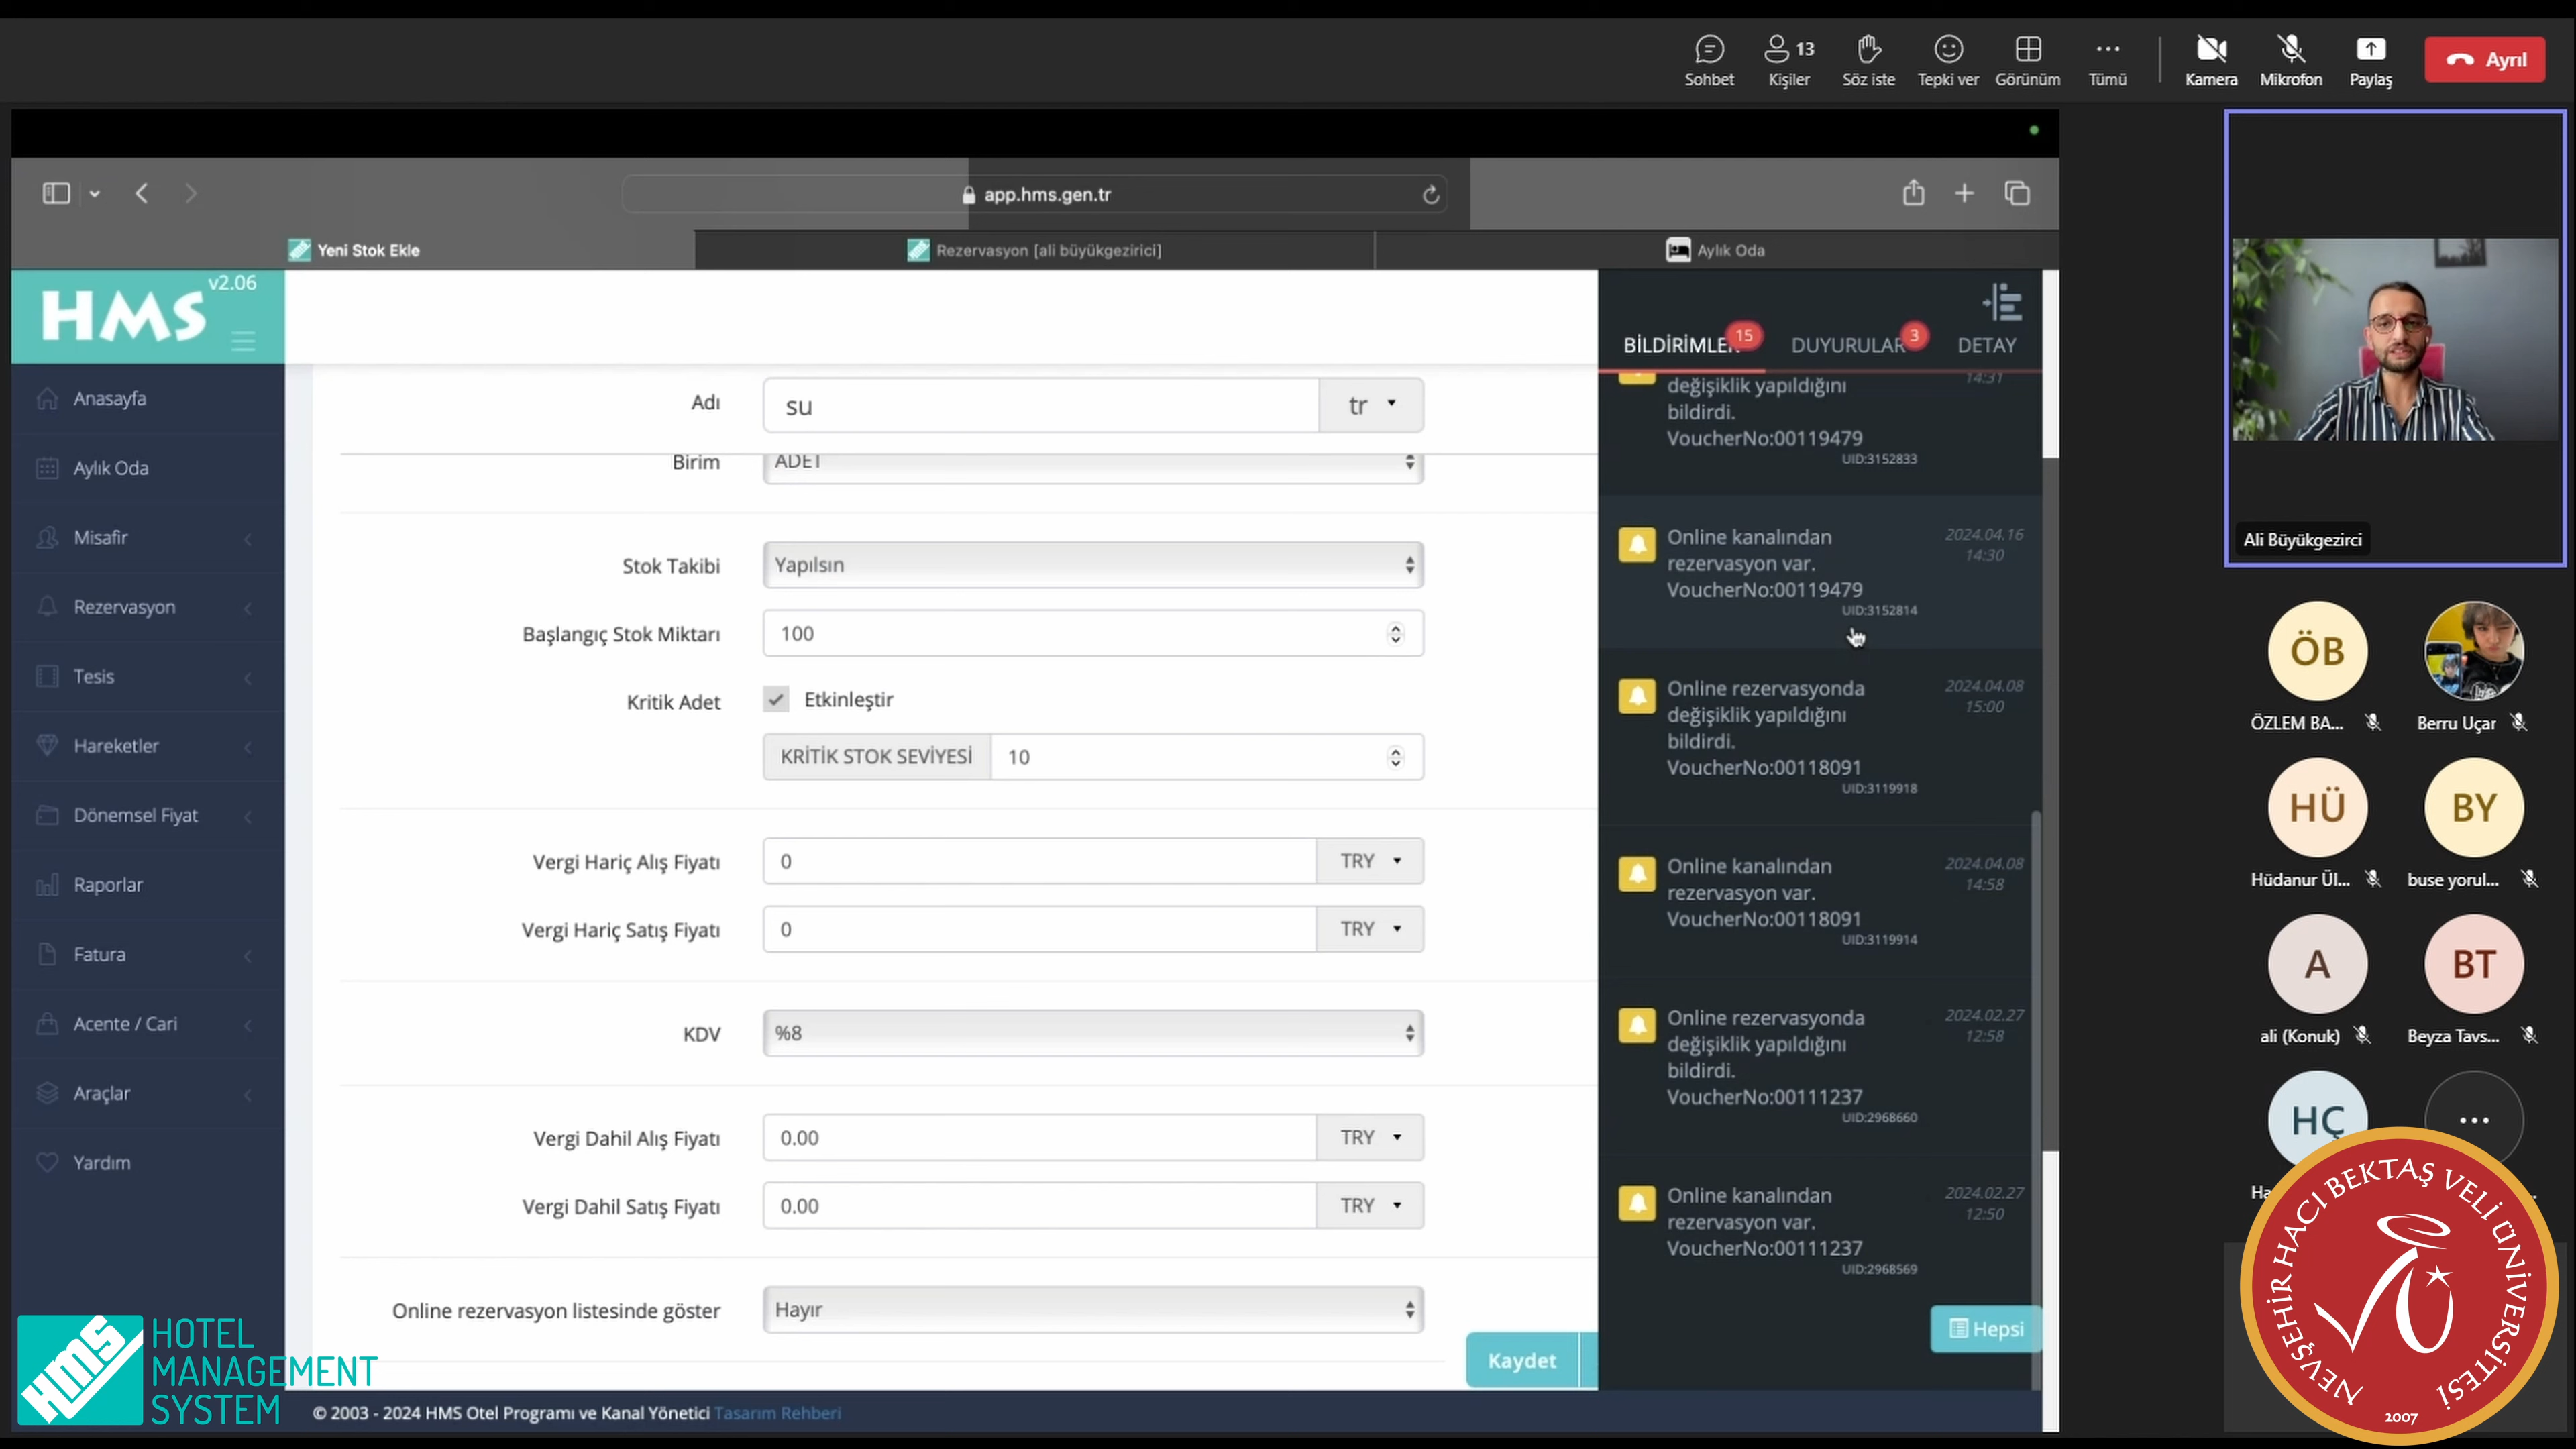 Sohbet
13
Kişiler
Söz iste
Tepki ver
Görünüm
Tümü
Kamera
Mikrofon
Paylaş
Ayrıl
app.hms.gen.tr
Yeni Stok Ekle
Rezervasyon [ali büyükgezirici]
Aylık Oda
HMS
v2.06
Anasayfa
Aylık Oda
Misafir
Rezervasyon
Tesis
Hareketler
Dönemsel Fiyat
Raporlar
Fatura
Acente / Cari
Araçlar
Yardım
Adı
su
tr
Birim
ADET
Stok Takibi
Yapılsın
Başlangıç Stok Miktarı
100
Kritik Adet
Etkinleştir
KRİTİK STOK SEVİYESİ
10
Vergi Hariç Alış Fiyatı
0
TRY
Vergi Hariç Satış Fiyatı
0
TRY
KDV
%8
Vergi Dahil Alış Fiyatı
0.00
TRY
Vergi Dahil Satış Fiyatı
0.00
TRY
Online rezervasyon listesinde göster
Hayır
Kaydet
BİLDİRİMLER
15
DUYURULAR
3
DETAY
değişiklik yapıldığını
14:31
bildirdi.
VoucherNo:00119479
UID:3152833
Online kanalından
2024.04.16
rezervasyon var.
14:30
VoucherNo:00119479
UID:3152814
Online rezervasyonda
2024.04.08
değişiklik yapıldığını
15:00
bildirdi.
VoucherNo:00118091
UID:3119918
Online kanalından
2024.04.08
rezervasyon var.
14:58
VoucherNo:00118091
UID:3119914
Online rezervasyonda
2024.02.27
değişiklik yapıldığını
12:58
bildirdi.
VoucherNo:00111237
UID:2968660
Online kanalından
2024.02.27
rezervasyon var.
12:50
VoucherNo:00111237
UID:2968569
Hepsi
© 2003 - 2024 HMS Otel Programı ve Kanal Yönetici Tasarım Rehberi
HMS
HOTEL
MANAGEMENT
SYSTEM
Ali Büyükgezirci
ÖB
ÖZLEM BA...
Berru Uçar
HÜ
Hüdanur Ül...
BY
buse yorul...
A
ali (Konuk)
BT
Beyza Tavs...
HÇ
Ha
NEVŞEHİR HACI BEKTAŞ VELİ ÜNİVERSİTESİ
2007